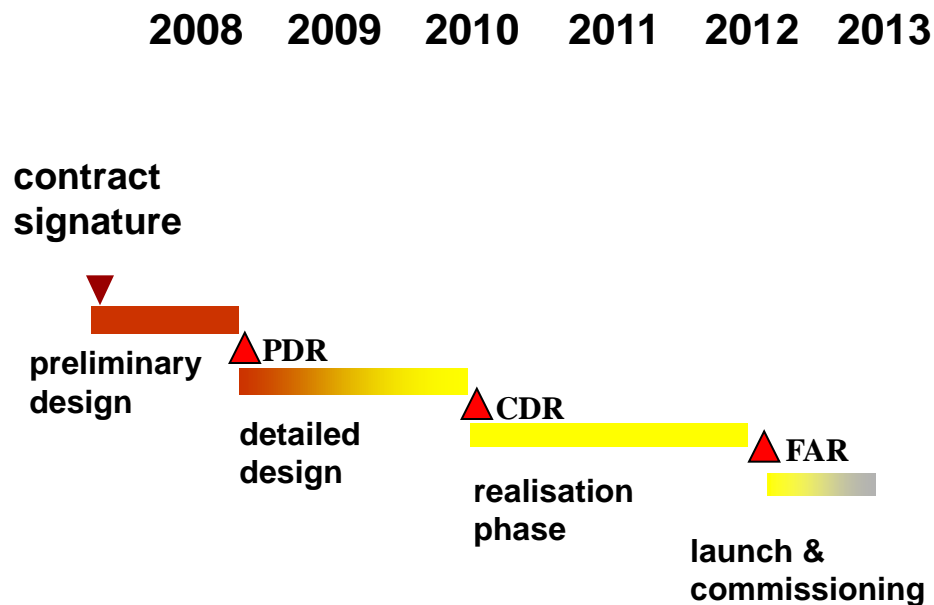 2008 2009 2010 2011 2012 2013
contract
signature
PDR
preliminary
design
CDR
detailed
design
FAR
realisation
phase
launch &
commissioning